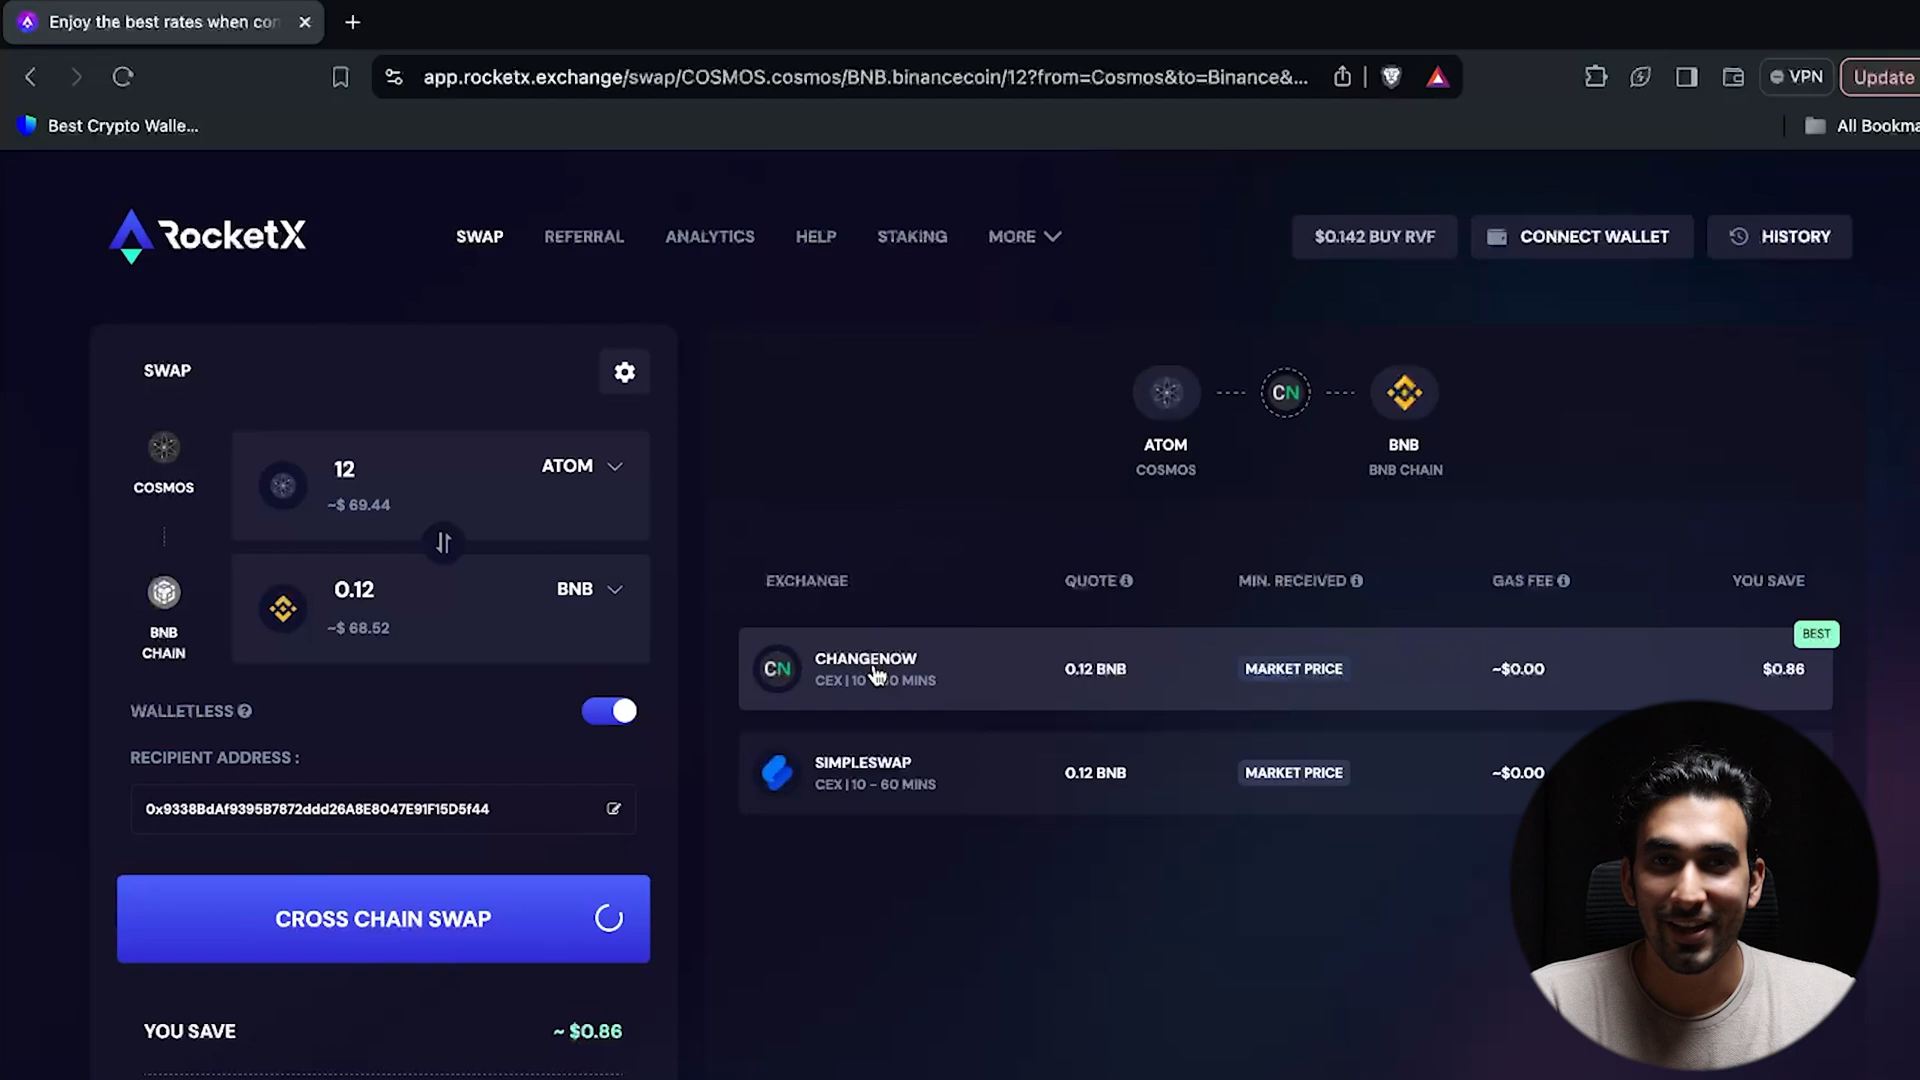 Enjoy the best rates when con
app.rocketx.exchange/swap/COSMOS.cosmos/BNB.binancecoin/12?from=Cosmos&to=Binance&...
VPN
Update
Best Crypto Walle...
All Bookma
RocketX
SWAP
REFERRAL
ANALYTICS
HELP
STAKING
MORE
$0.142 BUY RVF
CONNECT WALLET
HISTORY
SWAP
COSMOS
12
ATOM
~$ 69.44
BNB
CHAIN
0.12
BNB
~$ 68.52
WALLETLESS
RECIPIENT ADDRESS :
0x9338BdAf9395B7872ddd26A8E8047E91F15D5f44
CROSS CHAIN SWAP
YOU SAVE
~ $0.86
CN
ATOM
COSMOS
BNB
BNB CHAIN
EXCHANGE
QUOTE
MIN. RECEIVED
GAS FEE
YOU SAVE
BEST
CN
CHANGENOW
CEX | 10 MINS
0.12 BNB
MARKET PRICE
~$0.00
$0.86
SIMPLESWAP
CEX | 10 - 60 MINS
0.12 BNB
MARKET PRICE
~$0.00